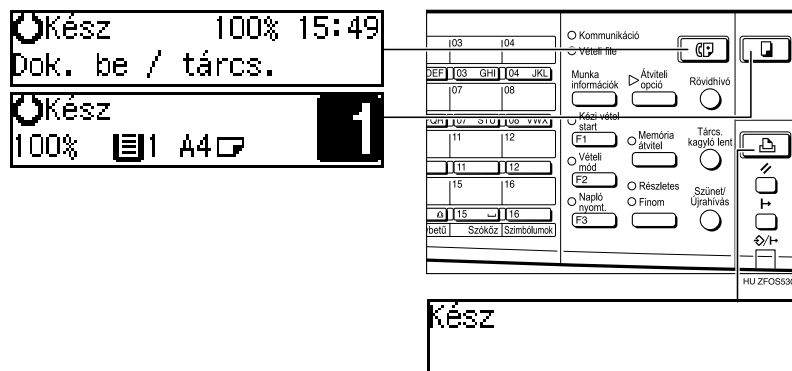 Kész 100% 15:49
Dok. be / tárcs.
Kész
100% 1 A4
1
Kommunikáció
Vételi file
03 04
DEF 03 GHI 04 JKL
Munka információk
Átviteli opció
Rövidhívó
07 08
Kézi vétel start
F1
Memória átvitel
Tárcs. kagyló lent
11 12
11 12
Vételi mód
F2
15 16
Részletes
Napló nyomt.
F3
Finom
Szünet/ Újrahívás
15 16
Szóköz Szimbólumok
HU ZFOS530
Kész